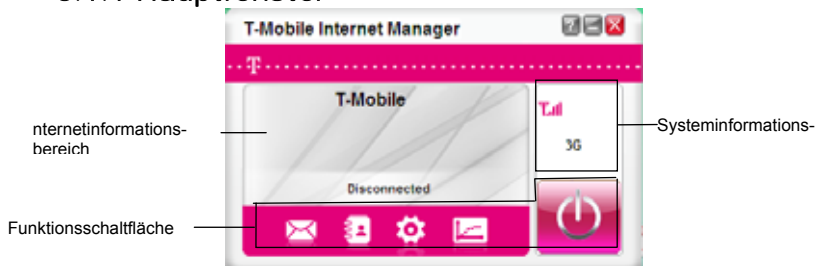 T-Mobile Internet Manager
T
T-Mobile
3G
nternetinformations-
bereich
Systeminformations-
Disconnected
Funktionsschaltfläche